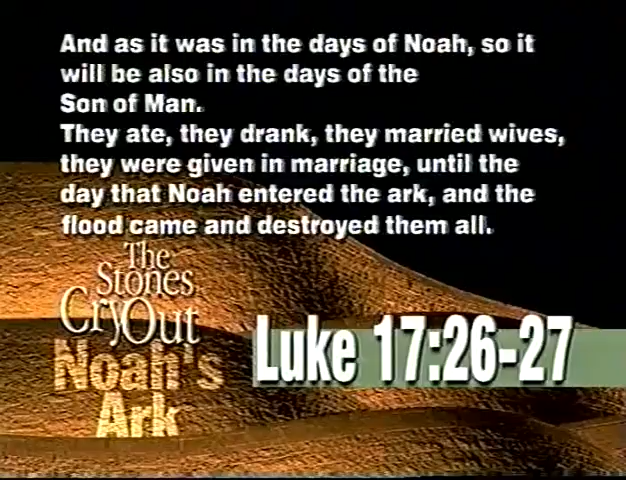 And as it was in the days of Noah, so it
will be also in the days of the
Son of Man.
They ate, they drank, they married wives,
they were given in marriage, until the
day that Noah entered the ark, and the
flood came and destroyed them all.
The
Stones
Cry Out
Noah's
Ark
Luke 17:26-27